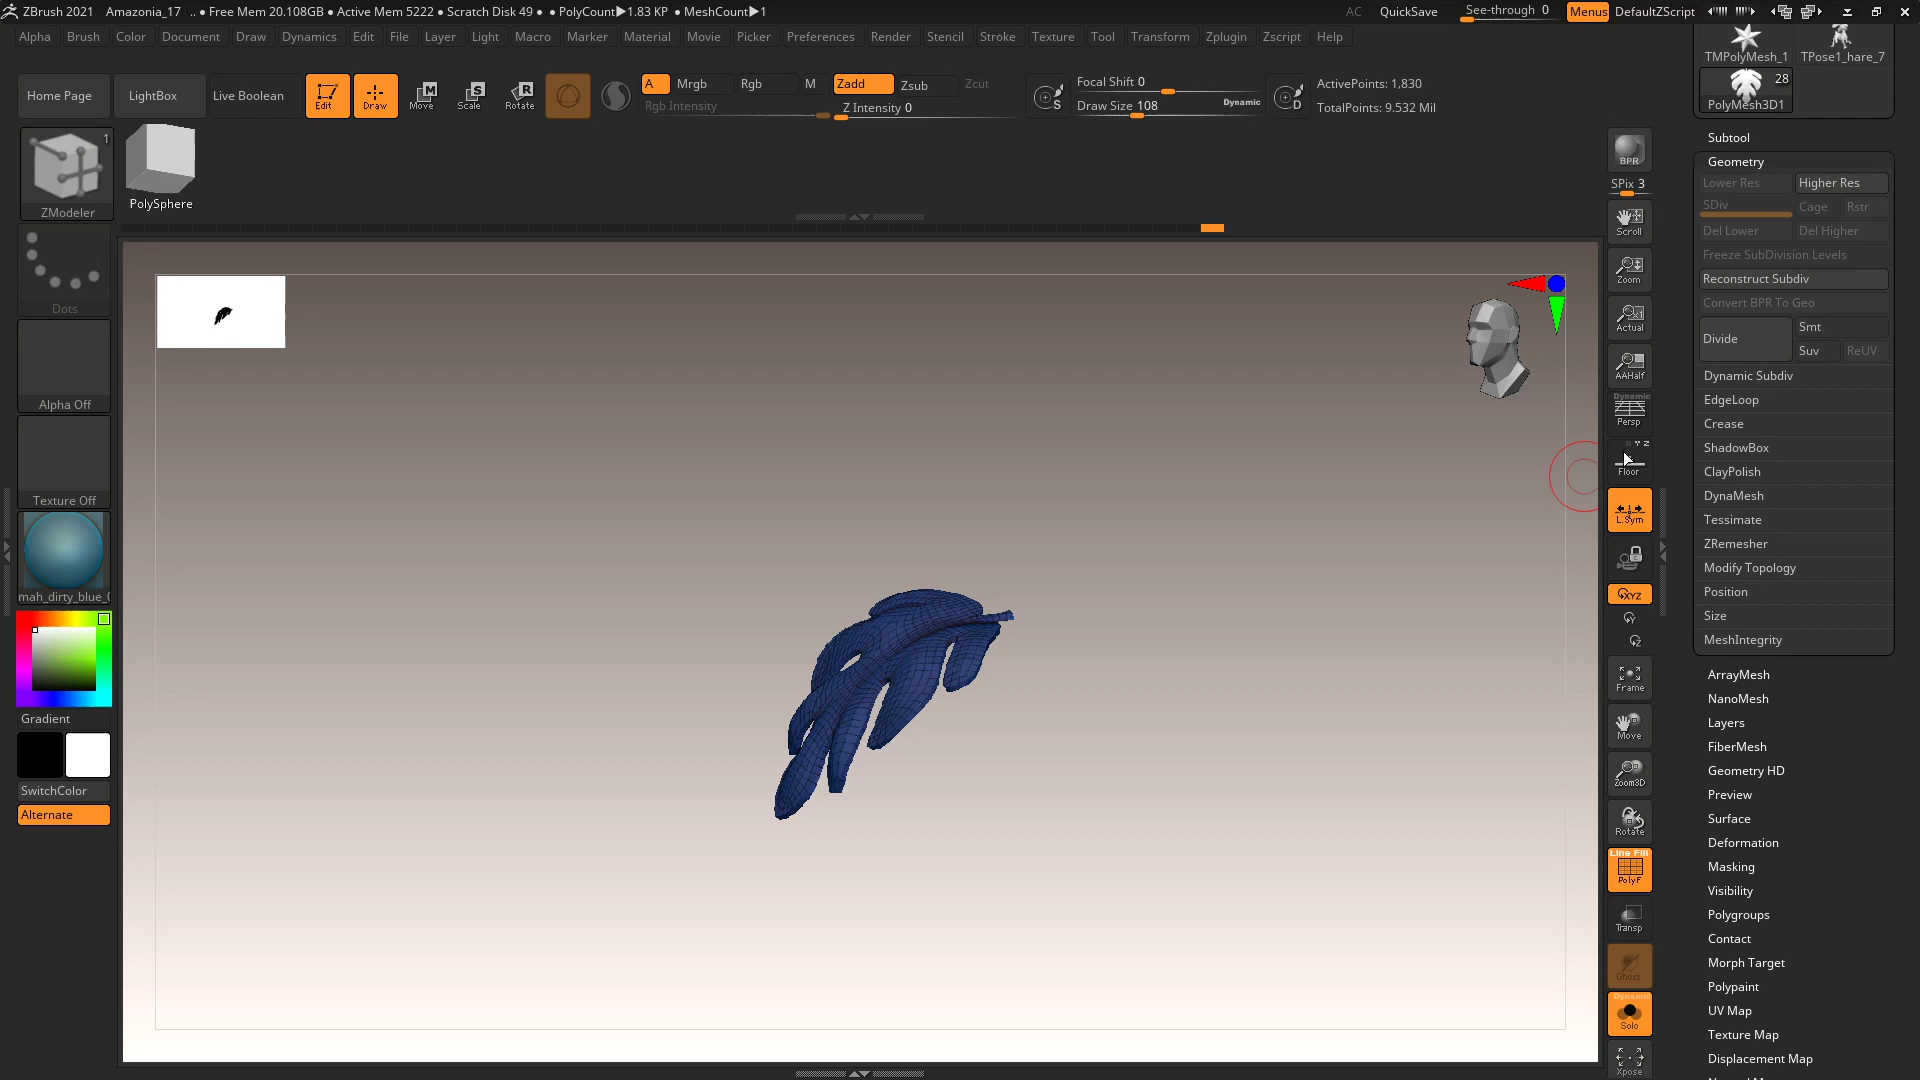 ZBrush 2021 Amazonia_17 .. • Free Mem 20.108GB • Active Mem 5222 • Scratch Disk 49 • • PolyCount▶1.83 KP • MeshCount▶1 AC QuickSave See-through 0 Menus DefaultZScript
Alpha Brush Color Document Draw Dynamics Edit File Layer Light Macro Marker Material Movie Picker Preferences Render Stencil Stroke Texture Tool Transform Zplugin Zscript Help
TMPolyMesh_1 TPose1_hare_7
28
PolyMesh3D1
Home Page LightBox Live Boolean Edit Draw Move Scale Rotate
A Mrgb Rgb M Zadd Zsub Zcut
Rgb Intensity Z Intensity 0
Focal Shift 0
Draw Size 108 Dynamic
S D
ActivePoints: 1,830
TotalPoints: 9.532 Mil
1
ZModeler
PolySphere
Dots
Alpha Off
Texture Off
mah_dirty_blue_
Gradient
SwitchColor
Alternate
BPR
SPix 3
Scroll
Zoom
Actual
AAHalf
Dynamic
Persp
Floor
L.Sym
XYZ
Y
Z
Frame
Move
Zoom3D
Rotate
Line Fill
PolyF
Transp
Ghost
Dynamic
Solo
Xpose
Subtool
Geometry
Lower Res Higher Res
SDiv Cage Rstr
Del Lower Del Higher
Freeze SubDivision Levels
Reconstruct Subdiv
Convert BPR To Geo
Divide Smt
Suv ReUV
Dynamic Subdiv
EdgeLoop
Crease
ShadowBox
ClayPolish
DynaMesh
Tessimate
ZRemesher
Modify Topology
Position
Size
MeshIntegrity
ArrayMesh
NanoMesh
Layers
FiberMesh
Geometry HD
Preview
Surface
Deformation
Masking
Visibility
Polygroups
Contact
Morph Target
Polypaint
UV Map
Texture Map
Displacement Map